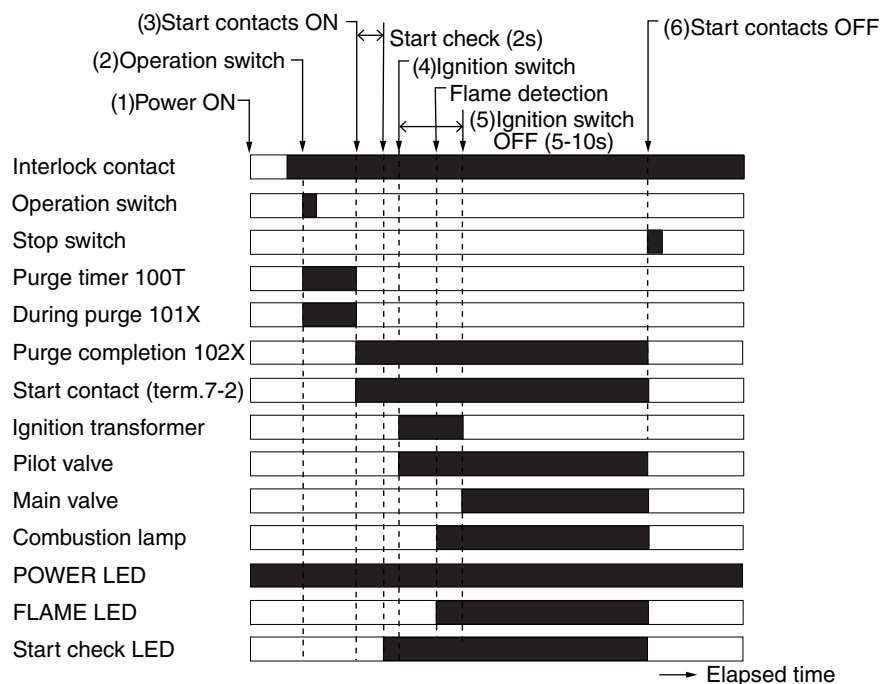 (3)Start contacts ON
Start check (2s)
(6)Start contacts OFF
(2)Operation switch
(4)Ignition switch
Flame detection
(1)Power ON
(5)Ignition switch
OFF (5-10s)
Interlock contact
Operation switch
Stop switch
Purge timer 100T
During purge 101X
Purge completion 102X
Start contact (term.7-2)
Ignition transformer
Pilot valve
Main valve
Combustion lamp
POWER LED
FLAME LED
Start check LED
Elapsed time